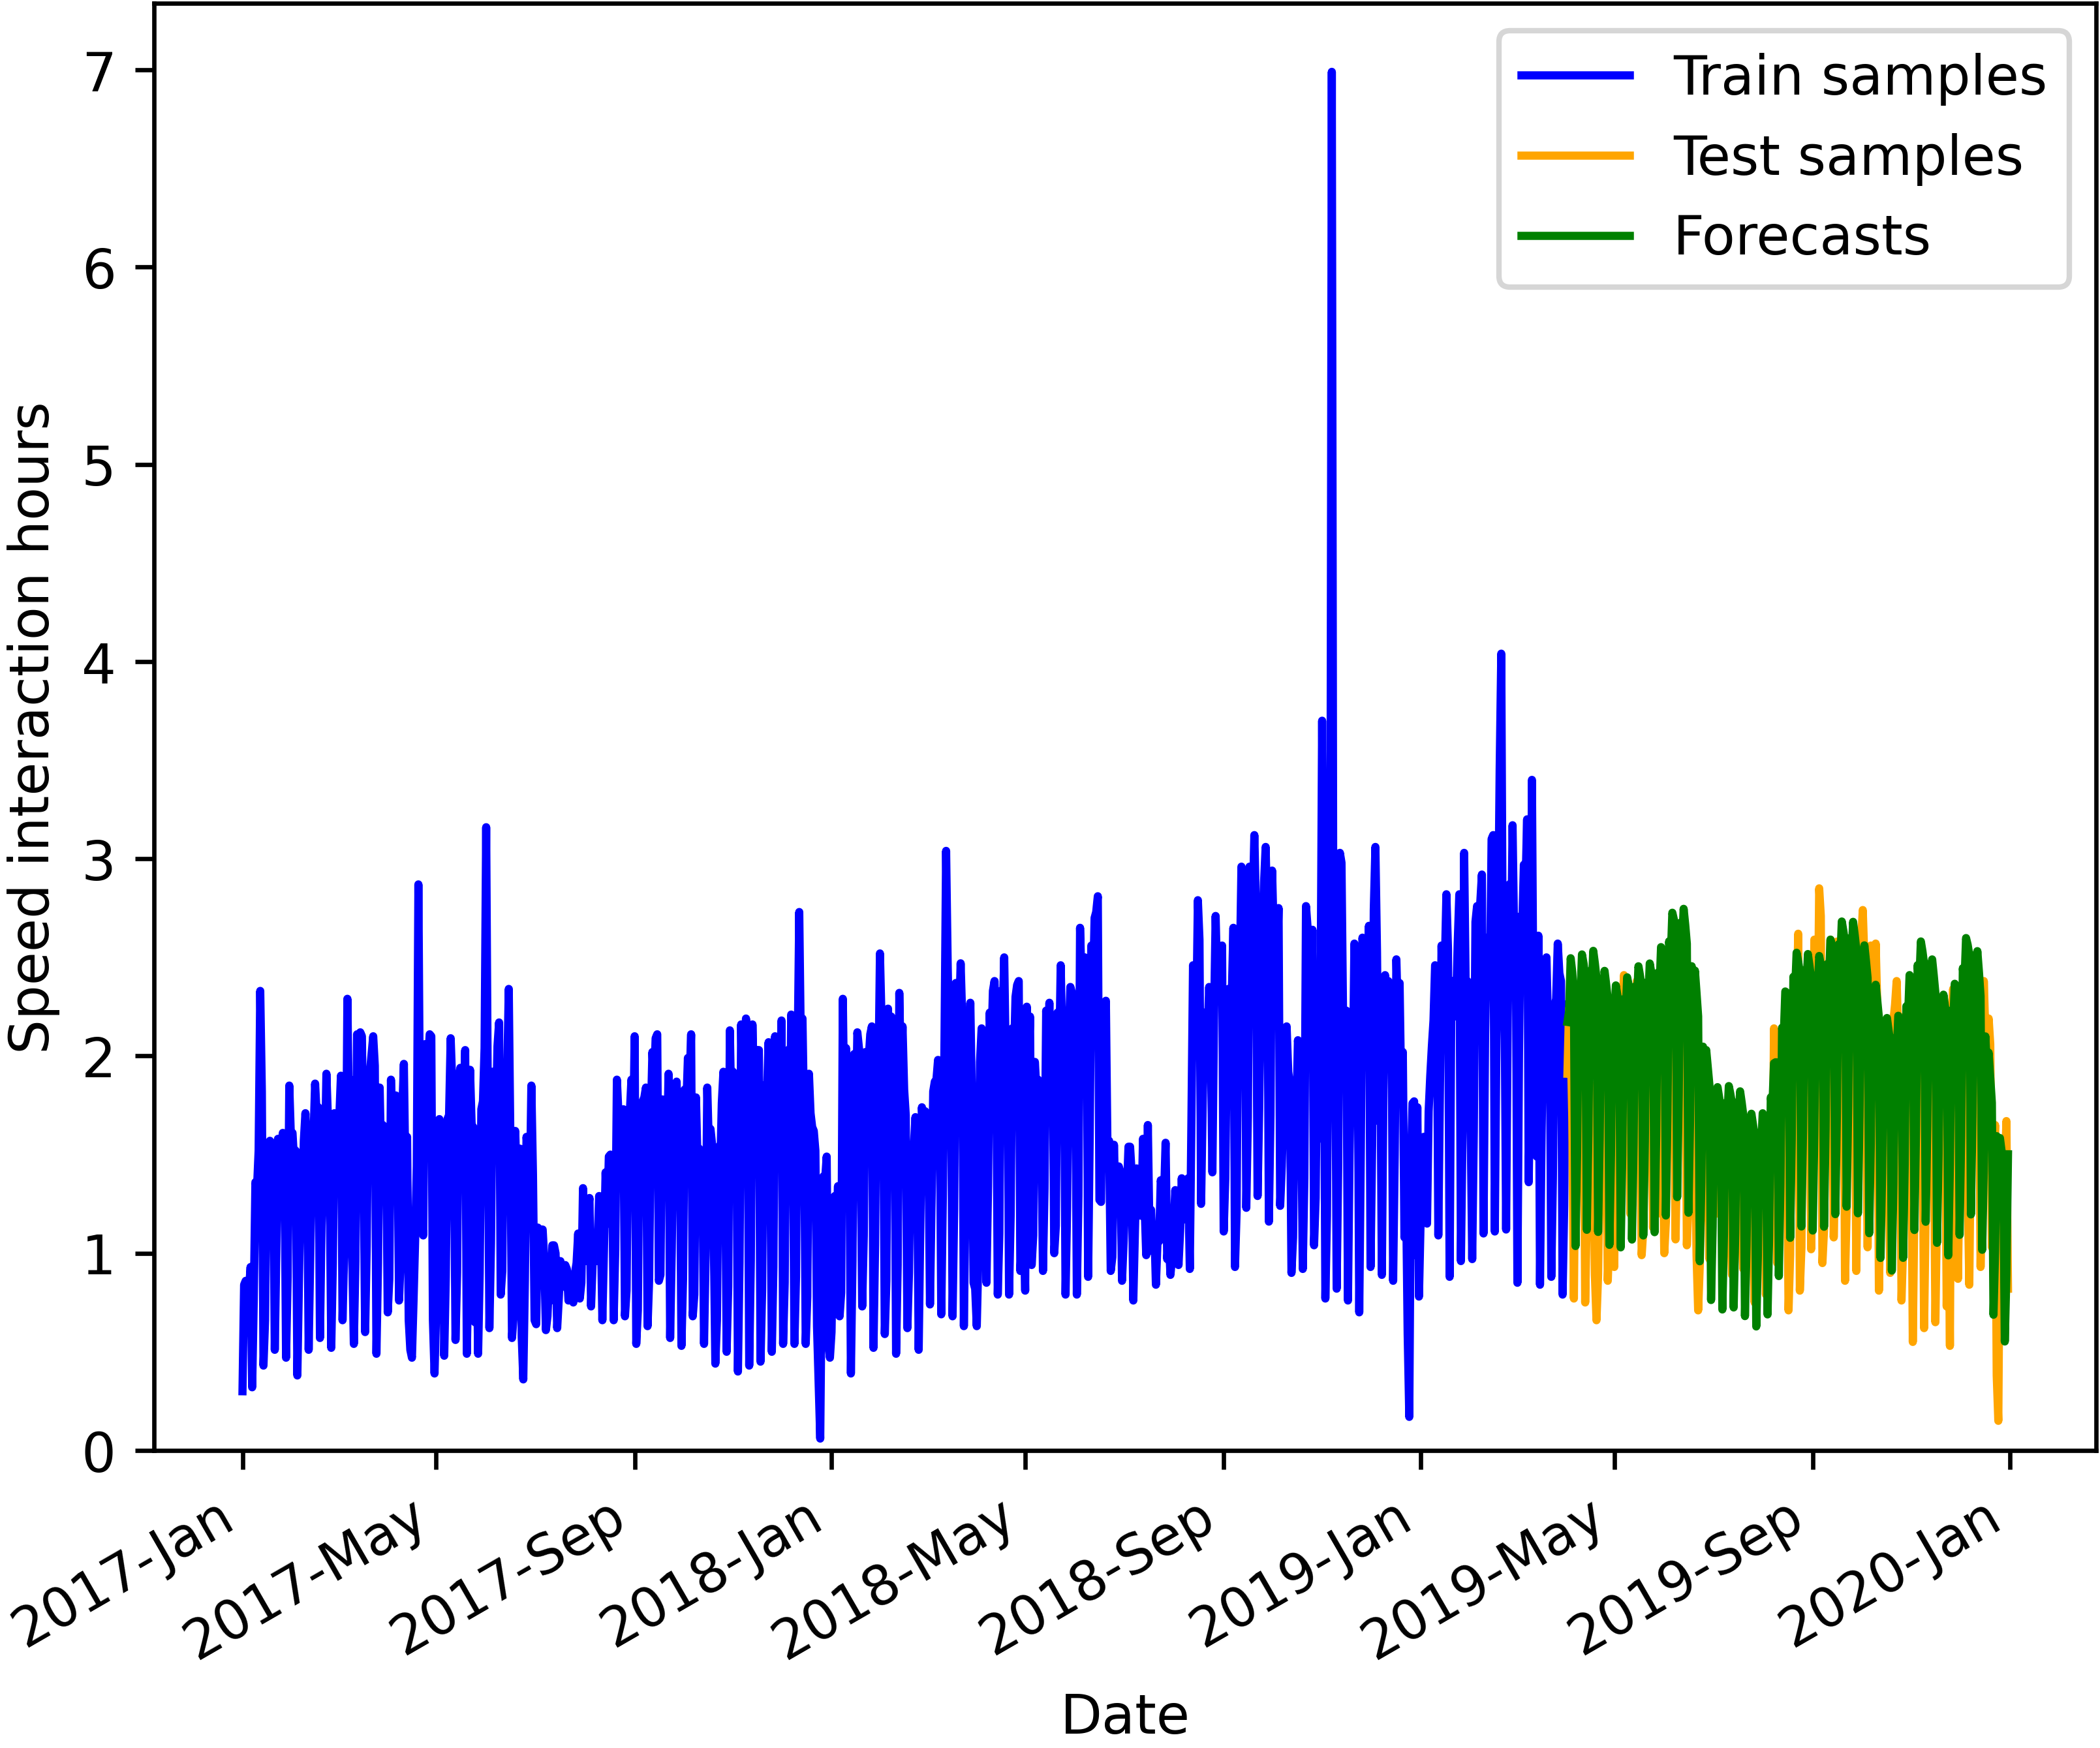 Train samples
Test samples
Forecasts
Speed interaction hours
7
6
5
4
3
2
1
0
2017-Jan
2017-May
2017-Sep
2018-Jan
2018-May
2018-Sep
2019-Jan
2019-May
2019-Sep
2020-Jan
Date